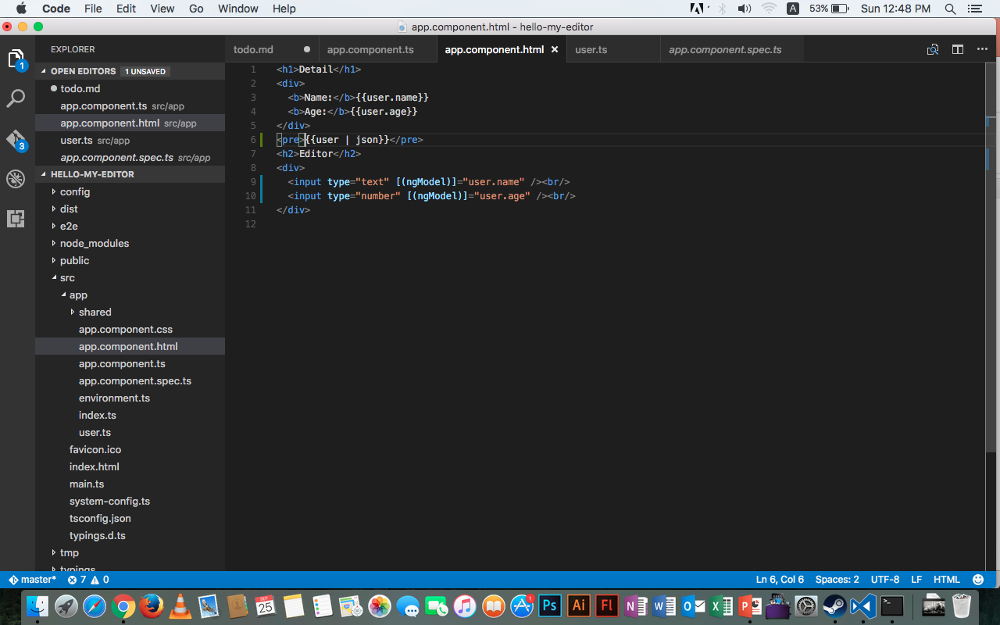 Code File Edit View Go Window Help A 53% Sun 12:48 PM
app.component.html - hello-my-editor
EXPLORER
todo.md app.component.ts app.component.html user.ts app.component.spec.ts
1
OPEN EDITORS 1 UNSAVED
todo.md
app.component.ts src/app
app.component.html src/app
3
user.ts src/app
app.component.spec.ts src/app
HELLO-MY-EDITOR
config
dist
e2e
node_modules
public
src
app
shared
app.component.css
app.component.html
app.component.ts
app.component.spec.ts
environment.ts
index.ts
user.ts
favicon.ico
index.html
main.ts
system-config.ts
tsconfig.json
typings.d.ts
tmp
typings
1 <h1>Detail</h1>
2 <div>
3 <b>Name:</b>{{user.name}}
4 <b>Age:</b>{{user.age}}
5 </div>
6 <pre>{{user | json}}</pre>
7 <h2>Editor</h2>
8 <div>
9 <input type="text" [(ngModel)]="user.name" /><br/>
10 <input type="number" [(ngModel)]="user.age" /><br/>
11 </div>
12
master* 7 0 Ln 6, Col 6 Spaces: 2 UTF-8 LF HTML
SEP
25
1
Ps Ai Fl N W O X P